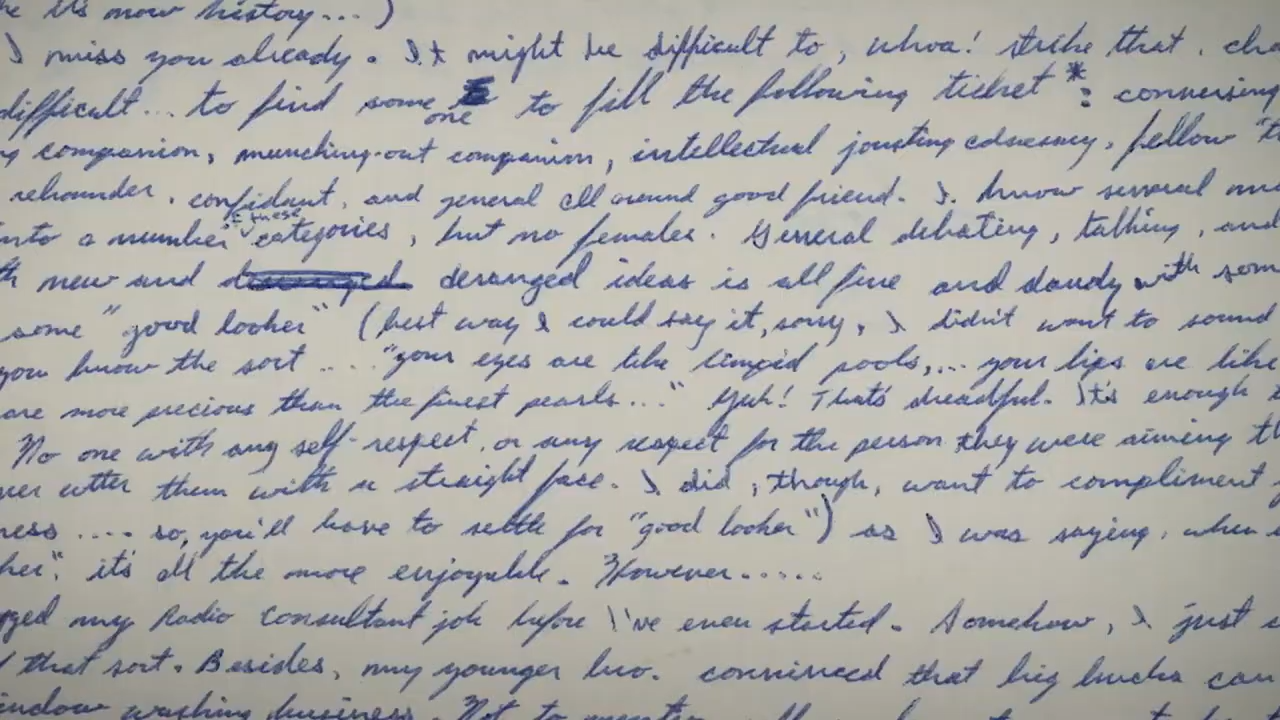 it's now history...)
I miss you already. It might be difficult to, whoa! strike that.
difficult... to find some one to fill the following ticket*: conversing
companion, munching-out companion, intellectual jousting adversary, fellow
rebounder, confidant, and general all around good friend. I know several
into a number of these categories, but no females. General debating, talking, and
new and deranged ideas is all fine and dandy with some
some "good looker" (best way I could say it, sorry, I didn't want to sound
you know the sort .... "your eyes are like limpid pools,... your lips are like
are more precious than the finest pearls..." Yuk! That's dreadful. It's enough
No one with any self-respect, or any respect for the person they were aiming
utter them with a straight face. I did, though, want to compliment
.... so, you'll have to settle for "good looker") as I was saying, when
it's all the more enjoyable. However.....
my Radio Consultant job before I've even started. Somehow, I just
that sort. Besides, my younger bro. convinced that big bucks can
window washing business. Not to mention